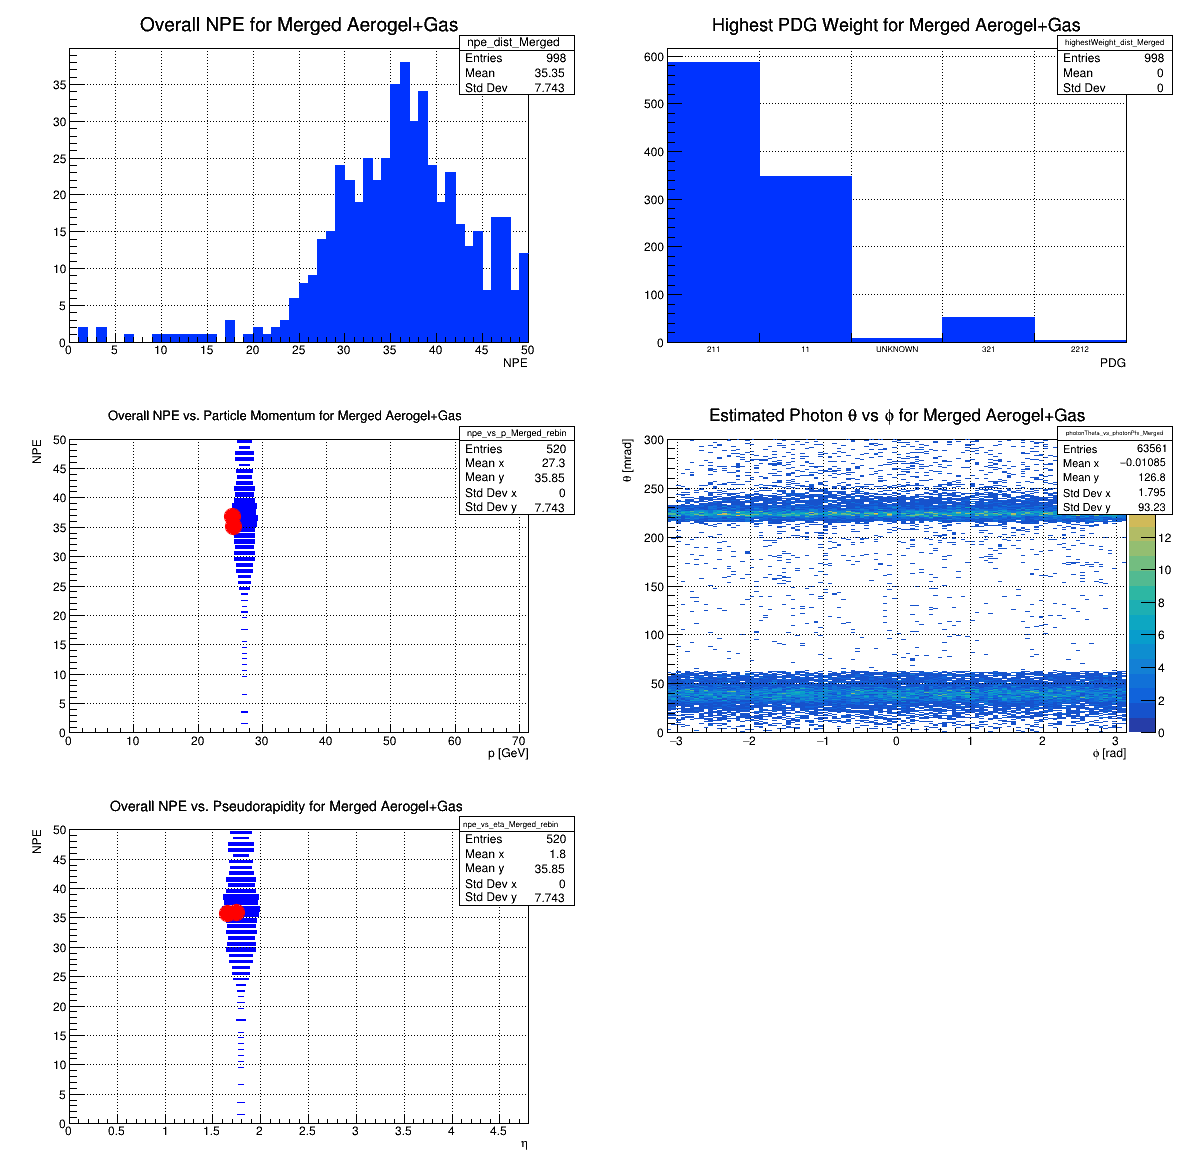 Overall NPE for Merged Aerogel+Gas
npe_dist_Merged
Entries 998
Mean 35.35
Std Dev 7.743
35
30
25
20
15
10
5
0
0 5 10 15 20 25 30 35 40 45 50
NPE
Highest PDG Weight for Merged Aerogel+Gas
highestWeight_dist_Merged
Entries 998
Mean 0
Std Dev 0
600
500
400
300
200
100
0
211 11 UNKNOWN 321 2212
PDG
Overall NPE vs. Particle Momentum for Merged Aerogel+Gas
npe_vs_p_Merged_rebin
Entries 520
Mean x 27.3
Mean y 35.85
Std Dev x 0
Std Dev y 7.743
NPE
50
45
40
35
30
25
20
15
10
5
0
0 10 20 30 40 50 60 70
p [GeV]
Estimated Photon θ vs ϕ for Merged Aerogel+Gas
photonTheta_vs_photonPhi_Merged
Entries 63561
Mean x −0.01085
Mean y 126.8
Std Dev x 1.795
Std Dev y 93.23
θ [mrad]
300
250
200
150
100
50
0
−3 −2 −1 0 1 2 3
ϕ [rad]
12
10
8
6
4
2
0
Overall NPE vs. Pseudorapidity for Merged Aerogel+Gas
npe_vs_eta_Merged_rebin
Entries 520
Mean x 1.8
Mean y 35.85
Std Dev x 0
Std Dev y 7.743
NPE
50
45
40
35
30
25
20
15
10
5
0
0 0.5 1 1.5 2 2.5 3 3.5 4 4.5
η